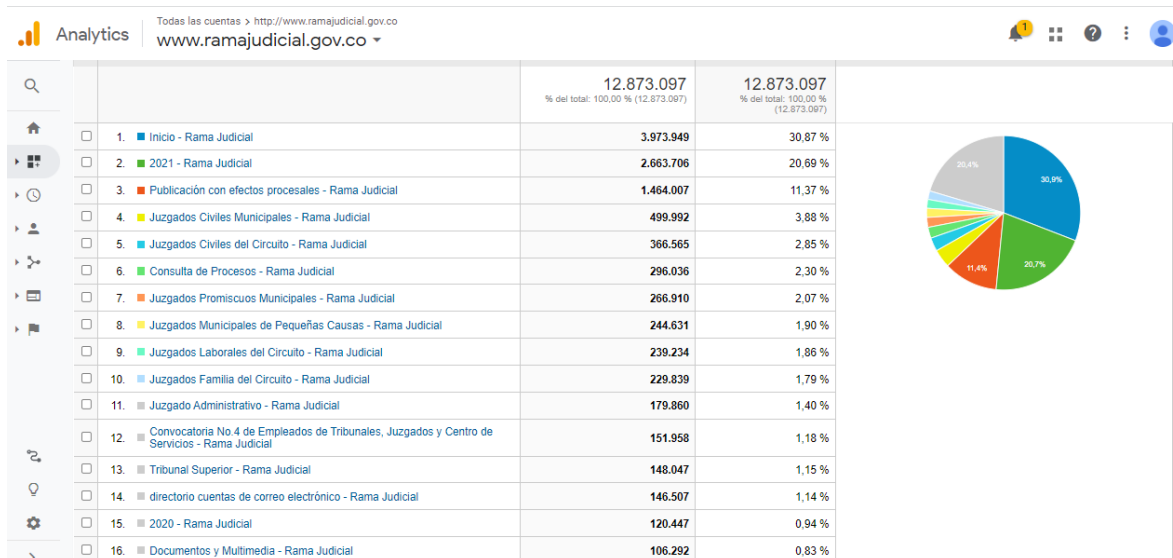 Analytics
Todas las cuentas > http://www.ramajudicial.gov.co
www.ramajudicial.gov.co
1
12.873.097
% del total: 100,00 % (12.873.097)
12.873.097
% del total: 100,00 %
(12.873.097)
1. Inicio - Rama Judicial 3.973.949 30,87 %
2. 2021 - Rama Judicial 2.663.706 20,69 %
3. Publicación con efectos procesales - Rama Judicial 1.464.007 11,37 %
4. Juzgados Civiles Municipales - Rama Judicial 499.992 3,88 %
5. Juzgados Civiles del Circuito - Rama Judicial 366.565 2,85 %
6. Consulta de Procesos - Rama Judicial 296.036 2,30 %
7. Juzgados Promiscuos Municipales - Rama Judicial 266.910 2,07 %
8. Juzgados Municipales de Pequeñas Causas - Rama Judicial 244.631 1,90 %
9. Juzgados Laborales del Circuito - Rama Judicial 239.234 1,86 %
10. Juzgados Familia del Circuito - Rama Judicial 229.839 1,79 %
11. Juzgado Administrativo - Rama Judicial 179.860 1,40 %
12. Convocatoria No.4 de Empleados de Tribunales, Juzgados y Centro de
Servicios - Rama Judicial 151.958 1,18 %
13. Tribunal Superior - Rama Judicial 148.047 1,15 %
14. directorio cuentas de correo electrónico - Rama Judicial 146.507 1,14 %
15. 2020 - Rama Judicial 120.447 0,94 %
16. Documentos y Multimedia - Rama Judicial 106.292 0,83 %
20,4%
30,9%
11,4%
20,7%